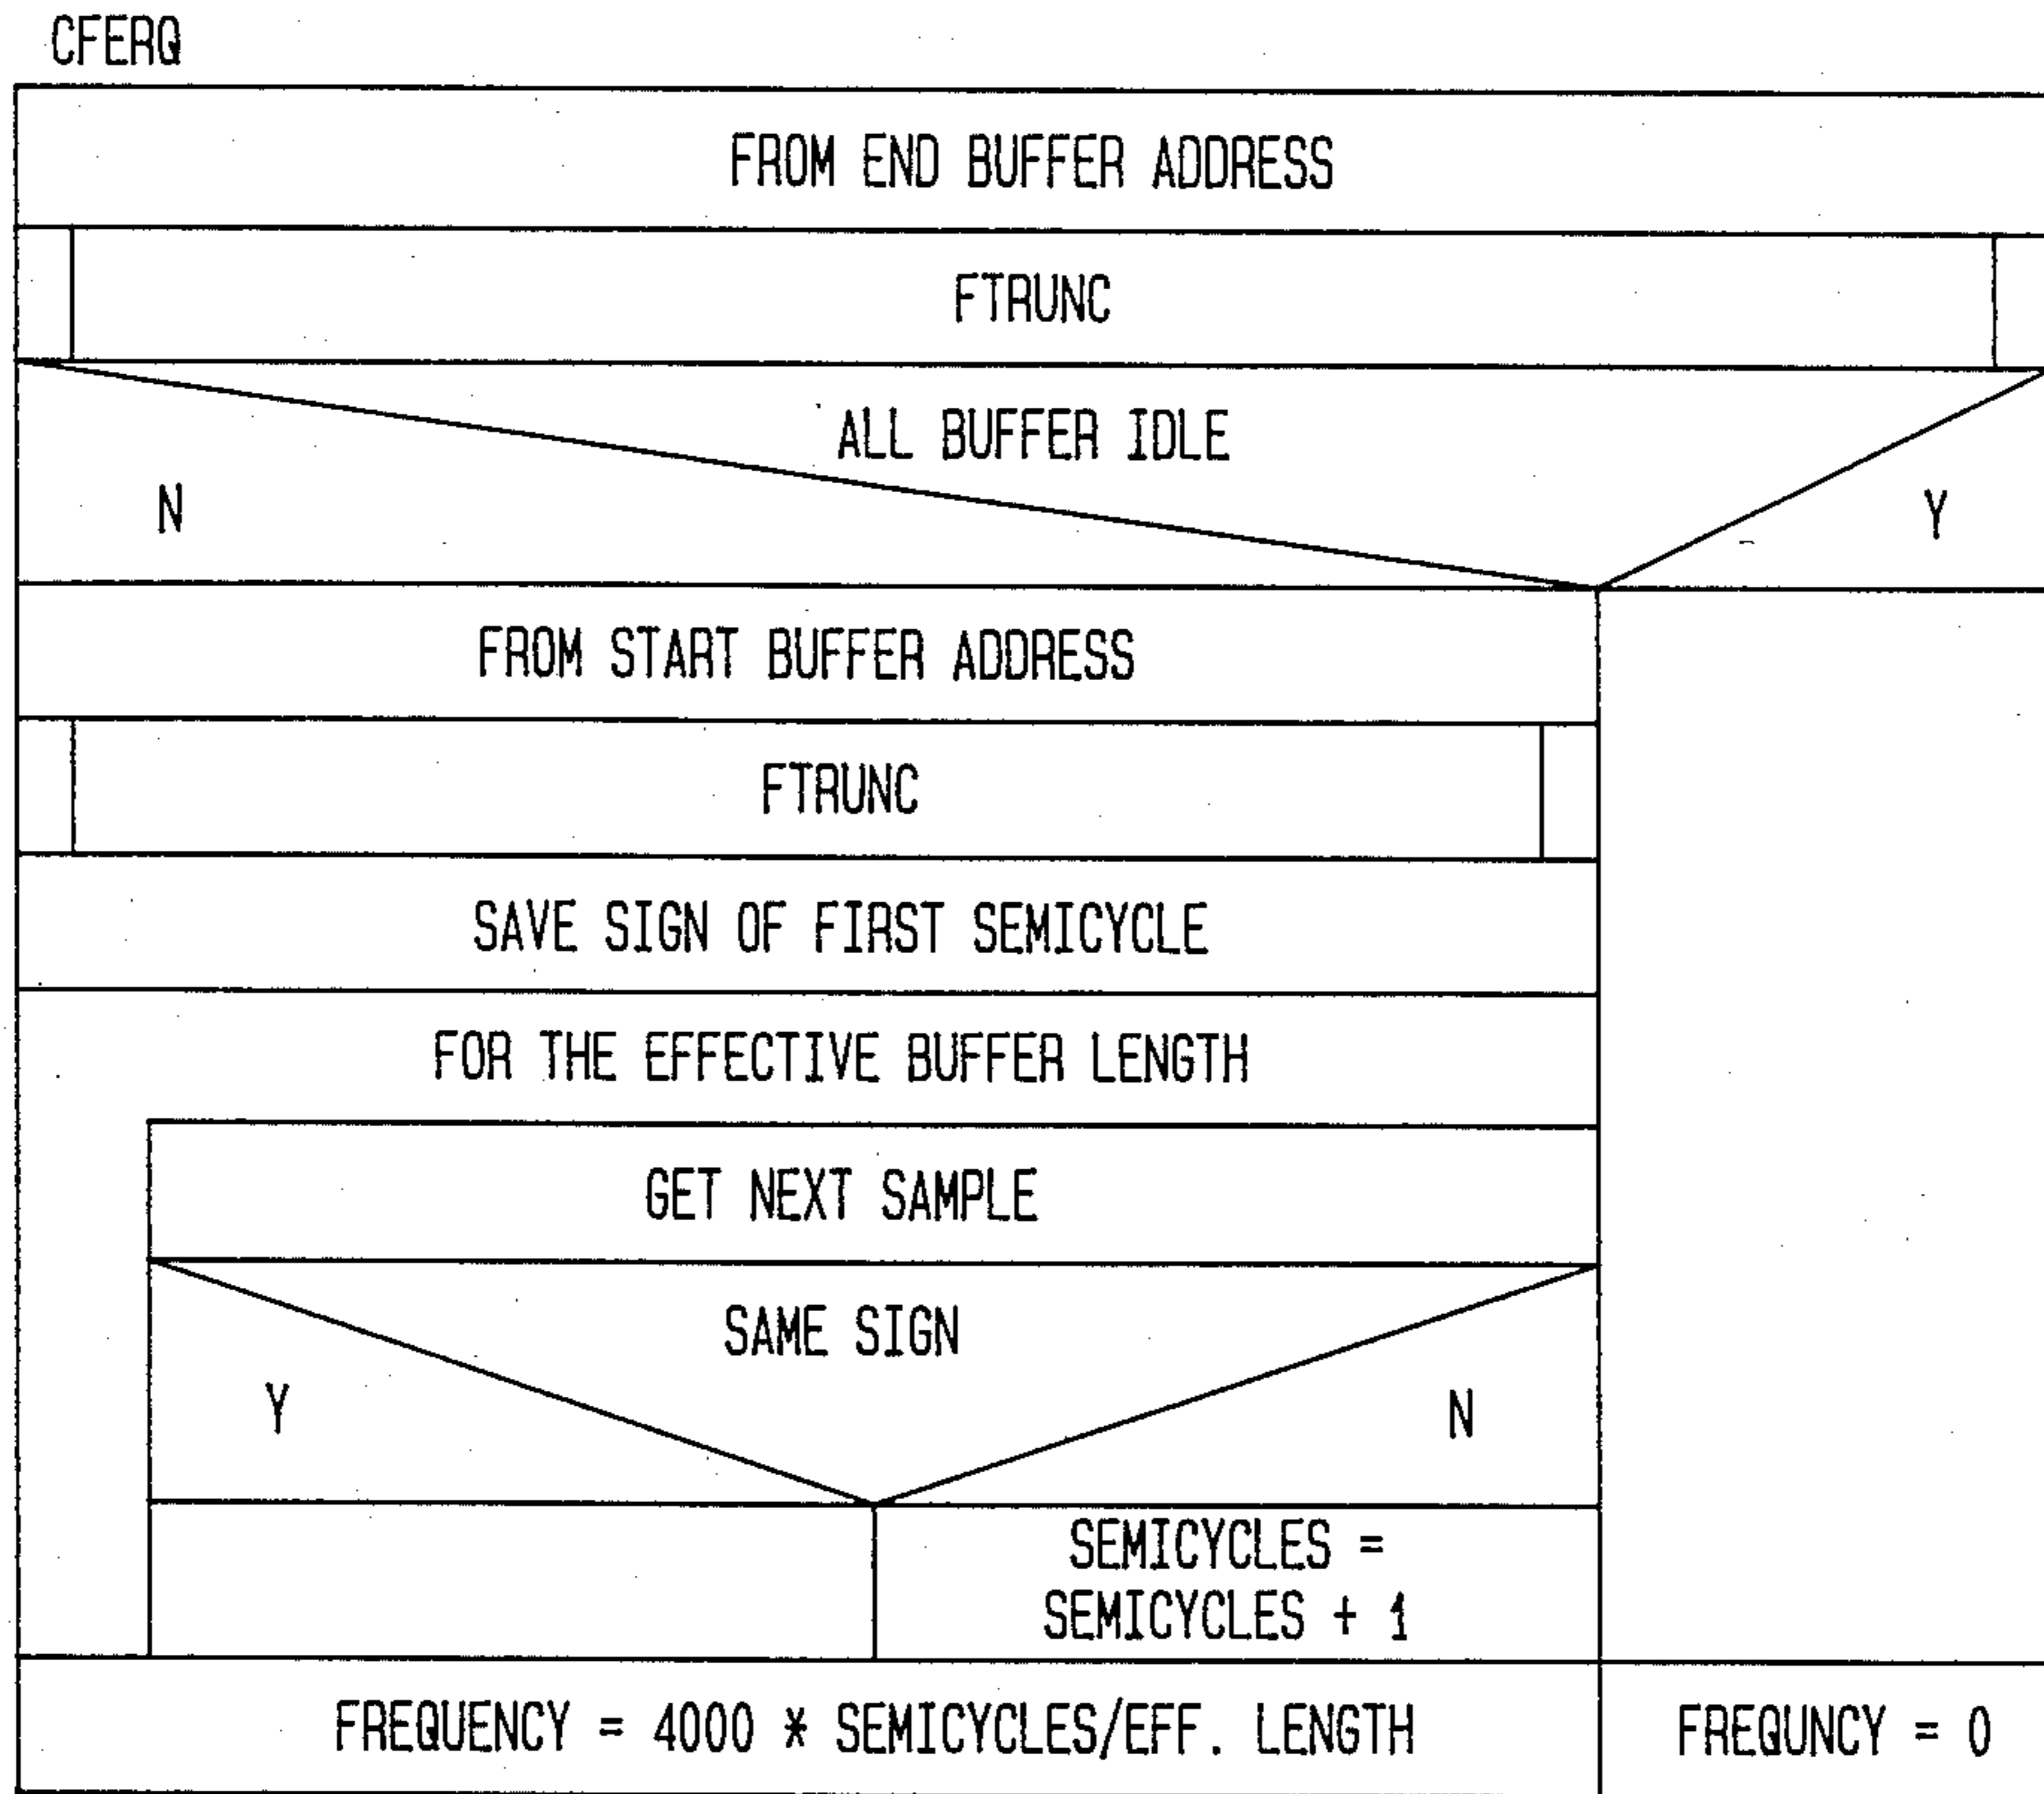 CFERQ
FROM END BUFFER ADDRESS
FTRUNC
ALL BUFFER IDLE
N
Y
FROM START BUFFER ADDRESS
FTRUNC
SAVE SIGN OF FIRST SEMICYCLE
FOR THE EFFECTIVE BUFFER LENGTH
GET NEXT SAMPLE
SAME SIGN
Y
N
SEMICYCLES =
SEMICYCLES + 1
FREQUENCY = 4000 * SEMICYCLES/EFF. LENGTH
FREQUNCY = 0